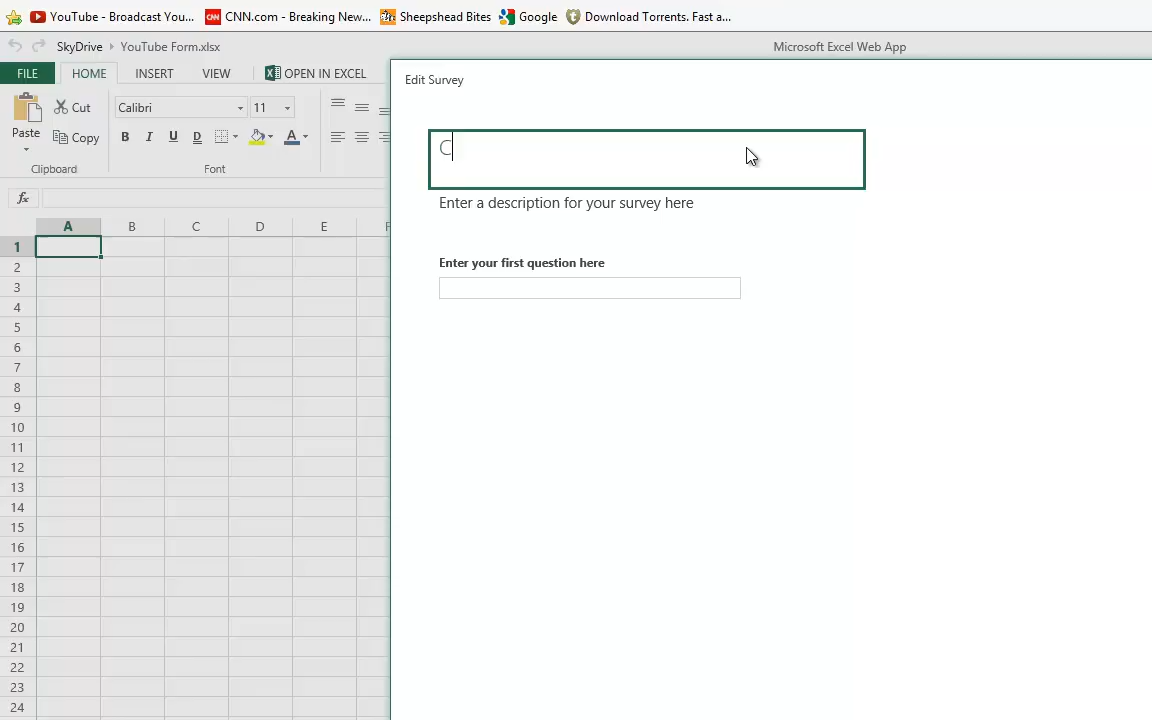 YouTube - Broadcast You... CNN.com - Breaking New... Sheepshead Bites Google Download Torrents. Fast a...
SkyDrive YouTube Form.xlsx Microsoft Excel Web App
FILE HOME INSERT VIEW OPEN IN EXCEL
Edit Survey
Paste Cut Copy
Calibri 11
B I U D A
Clipboard Font
fx
C
Enter a description for your survey here
A B C D E F
Enter your first question here
1
2
3
4
5
6
7
8
9
10
11
12
13
14
15
16
17
18
19
20
21
22
23
24